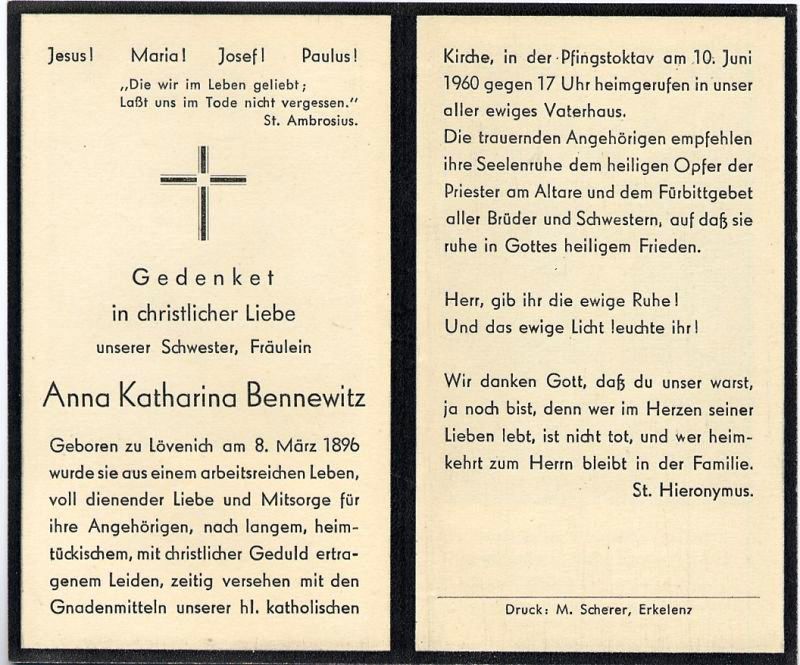 Jesus! Maria! Josef! Paulus!
„Die wir im Leben geliebt;
Laßt uns im Tode nicht vergessen."
St. Ambrosius.
Gedenket
in christlicher Liebe
unserer Schwester, Fräulein
Anna Katharina Bennewitz
Geboren zu Lövenich am 8. März 1896
wurde sie aus einem arbeitsreichen Leben,
voll dienender Liebe und Mitsorge für
ihre Angehörigen, nach langem, heim-
tückischem, mit christlicher Geduld ertra-
genem Leiden, zeitig versehen mit den
Gnadenmitteln unserer hl. katholischen
Kirche, in der Pfingstoktav am 10. Juni
1960 gegen 17 Uhr heimgerufen in unser
aller ewiges Vaterhaus.
Die trauernden Angehörigen empfehlen
ihre Seelenruhe dem heiligen Opfer der
Priester am Altare und dem Fürbittgebet
aller Brüder und Schwestern, auf daß sie
ruhe in Gottes heiligem Frieden.
Herr, gib ihr die ewige Ruhe!
Und das ewige Licht leuchte ihr!
Wir danken Gott, daß du unser warst,
ja noch bist, denn wer im Herzen seiner
Lieben lebt, ist nicht tot, und wer heim-
kehrt zum Herrn bleibt in der Familie.
St. Hieronymus.
Druck: M. Scherer, Erkelenz